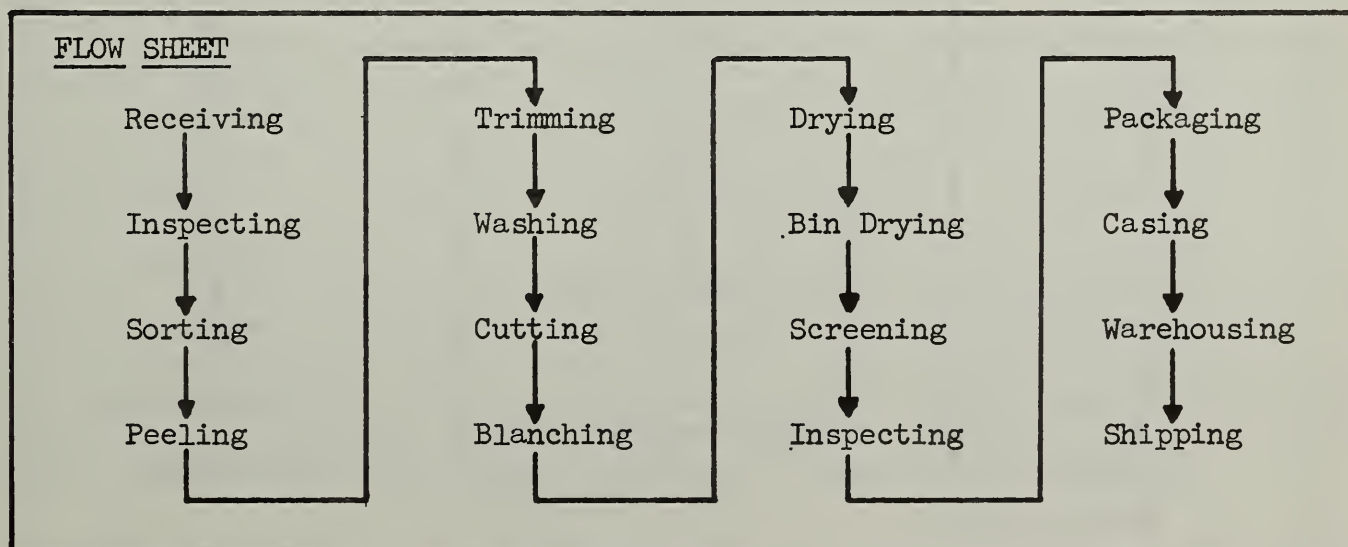 FLOW SHEET
Receiving
Inspecting
Sorting
Peeling
Trimming
Washing
Cutting
Blanching
Drying
Bin Drying
Screening
Inspecting
Packaging
Casing
Warehousing
Shipping